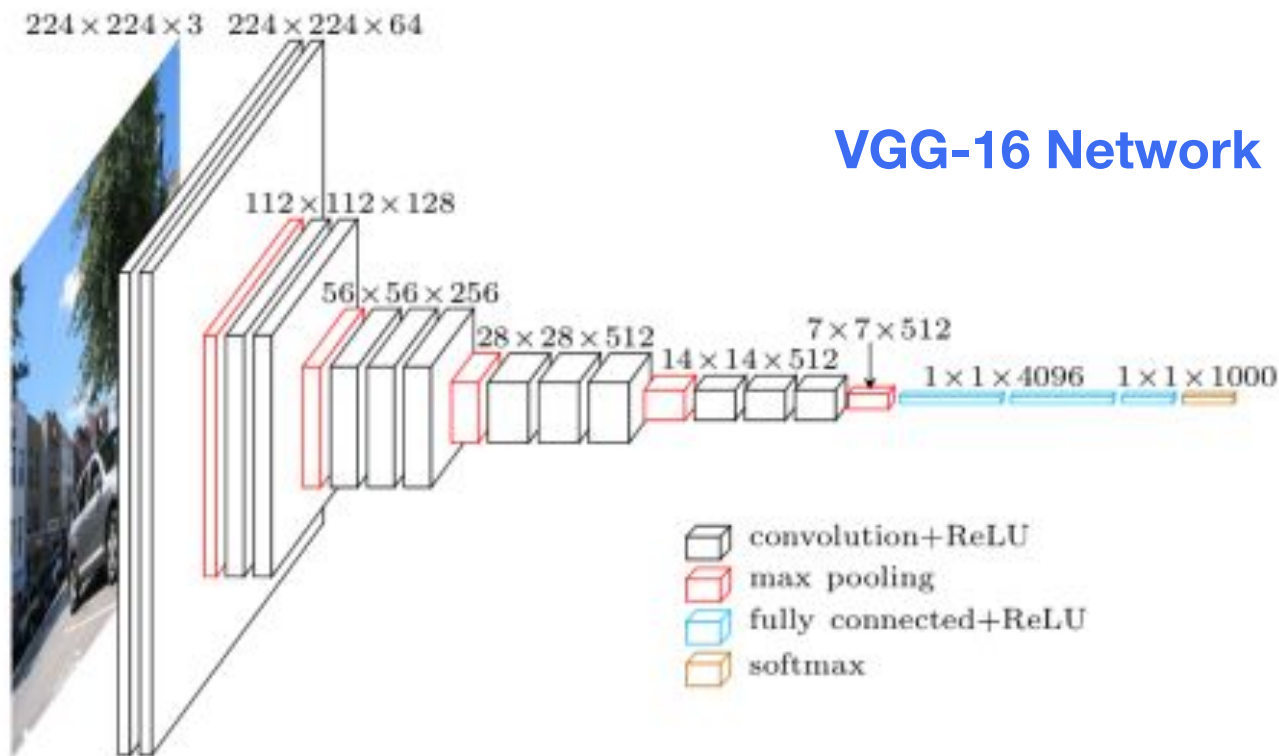 224×224×3
224×224×64
VGG-16 Network
112×112×128
56×56×256
28×28×512
14×14×512
7×7×512
1×1×4096
1×1×1000
convolution+ReLU
max pooling
fully connected+ReLU
softmax